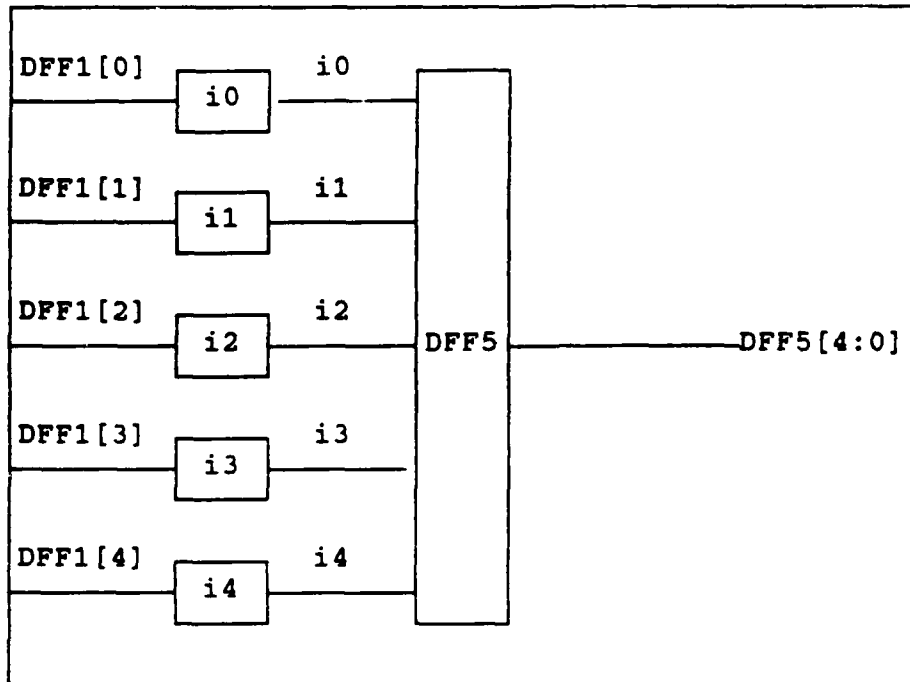 DFF1[0] i0
i0
DFF1[1] i1
i1
DFF1[2] i2
i2 DFF5 DFF5[4:0]
DFF1[3] i3
i3
DFF1[4] i4
i4